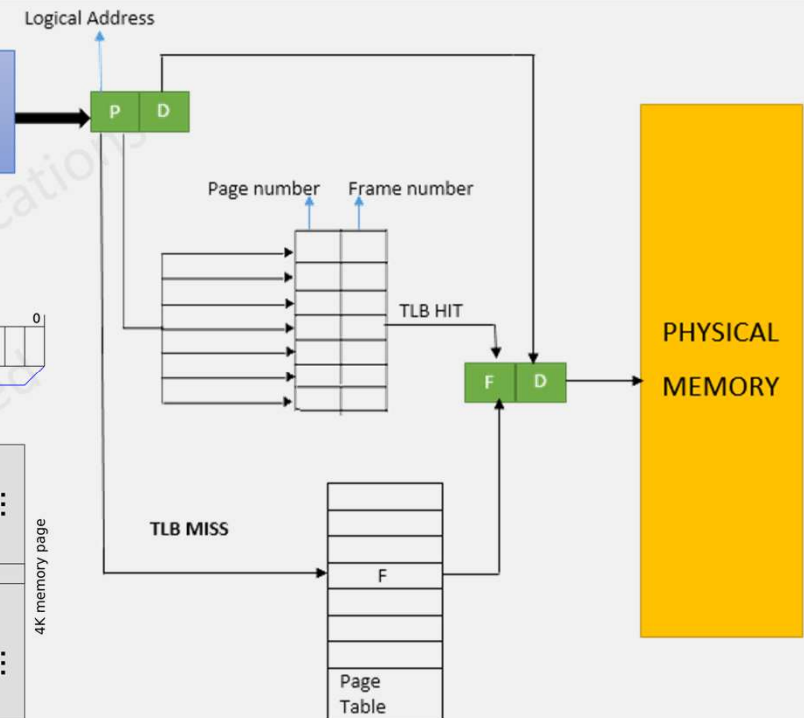 Logical Address
P D
Page number Frame number
TLB HIT
0
F D
PHYSICAL
MEMORY
4K memory page
TLB MISS
F
Page
Table